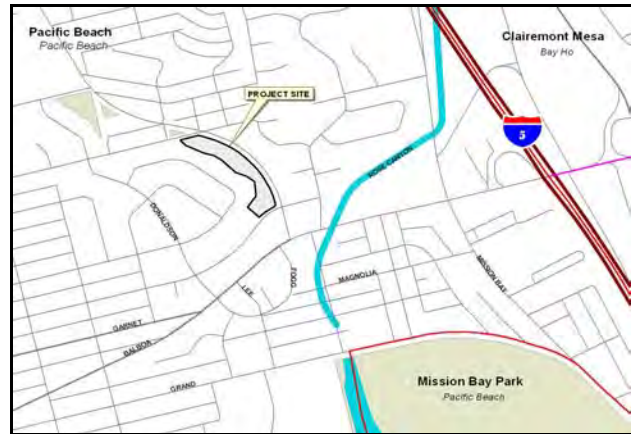 Pacific Beach
Pacific Beach
Clairemont Mesa
Bay Ho
PROJECT SITE
5
ROSE CANYON
DONALDSON
MISSION BAY
FOGG
MAGNOLIA
LEE
GARNET
BALBOA
GRAND
Mission Bay Park
Pacific Beach